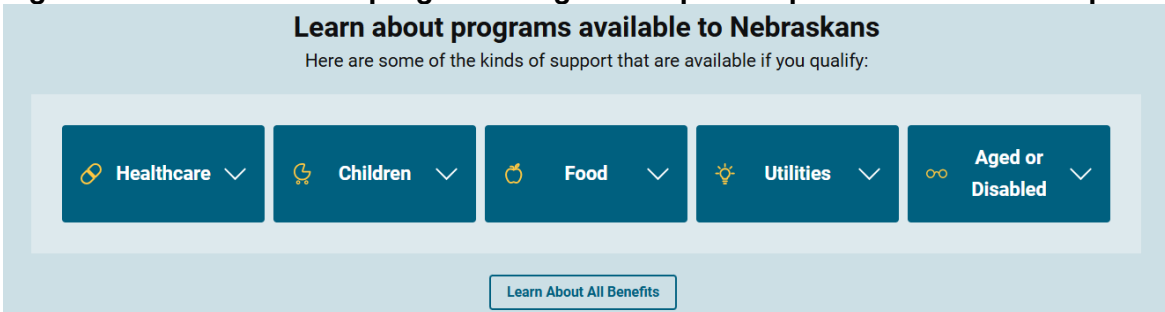 Learn about programs available to Nebraskans
Here are some of the kinds of support that are available if you qualify:
Healthcare
Children
Food
Utilities
Aged or
Disabled
Learn About All Benefits